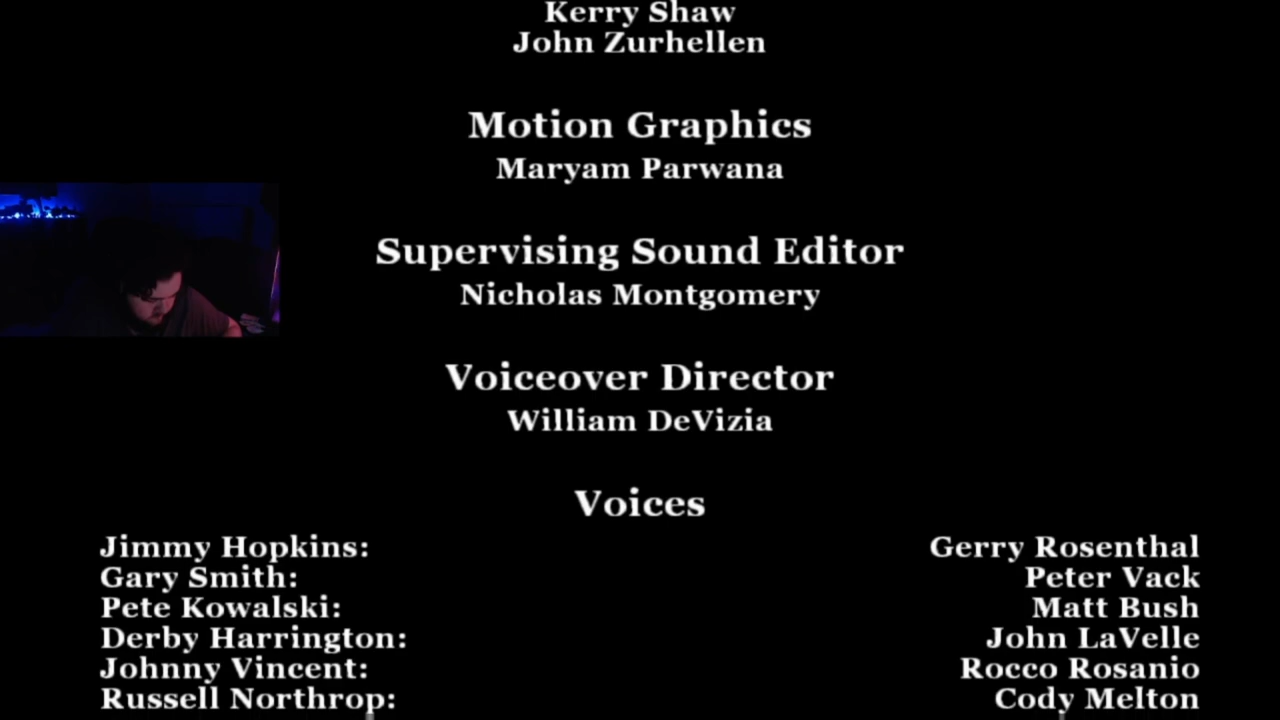 Kerry Shaw
John Zurhellen
Motion Graphics
Maryam Parwana
Supervising Sound Editor
Nicholas Montgomery
Voiceover Director
William DeVizia
Voices
Jimmy Hopkins: Gerry Rosenthal
Gary Smith: Peter Vack
Pete Kowalski: Matt Bush
Derby Harrington: John LaVelle
Johnny Vincent: Rocco Rosanio
Russell Northrop: Cody Melton